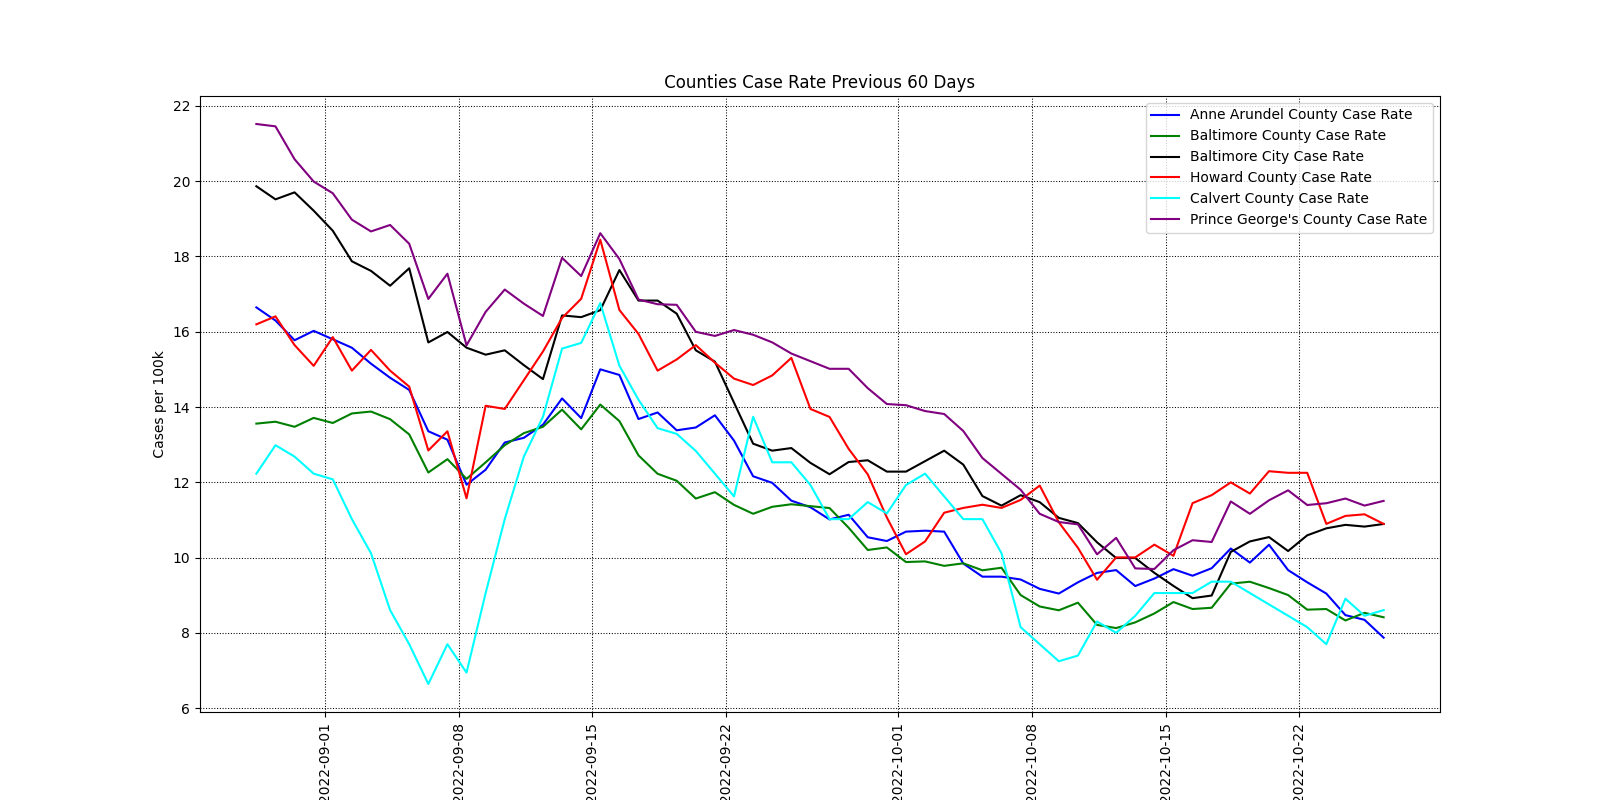 Counties Case Rate Previous 60 Days
22
20
18
16
14
12
10
8
6
Cases per 100k
Anne Arundel County Case Rate
Baltimore County Case Rate
Baltimore City Case Rate
Howard County Case Rate
Calvert County Case Rate
Prince George's County Case Rate
2022-09-01
2022-09-08
2022-09-15
2022-09-22
2022-10-01
2022-10-08
2022-10-15
2022-10-22